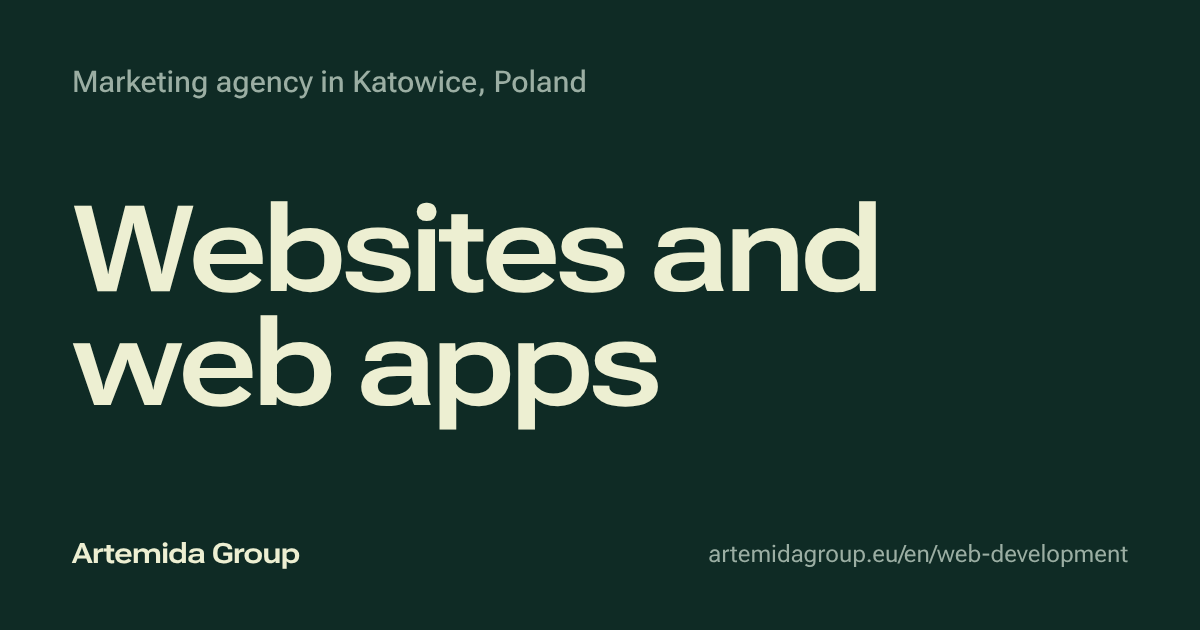 Marketing agency in Katowice, Poland
Websites and
web apps
Artemida Group
artemidagroup.eu/en/web-development